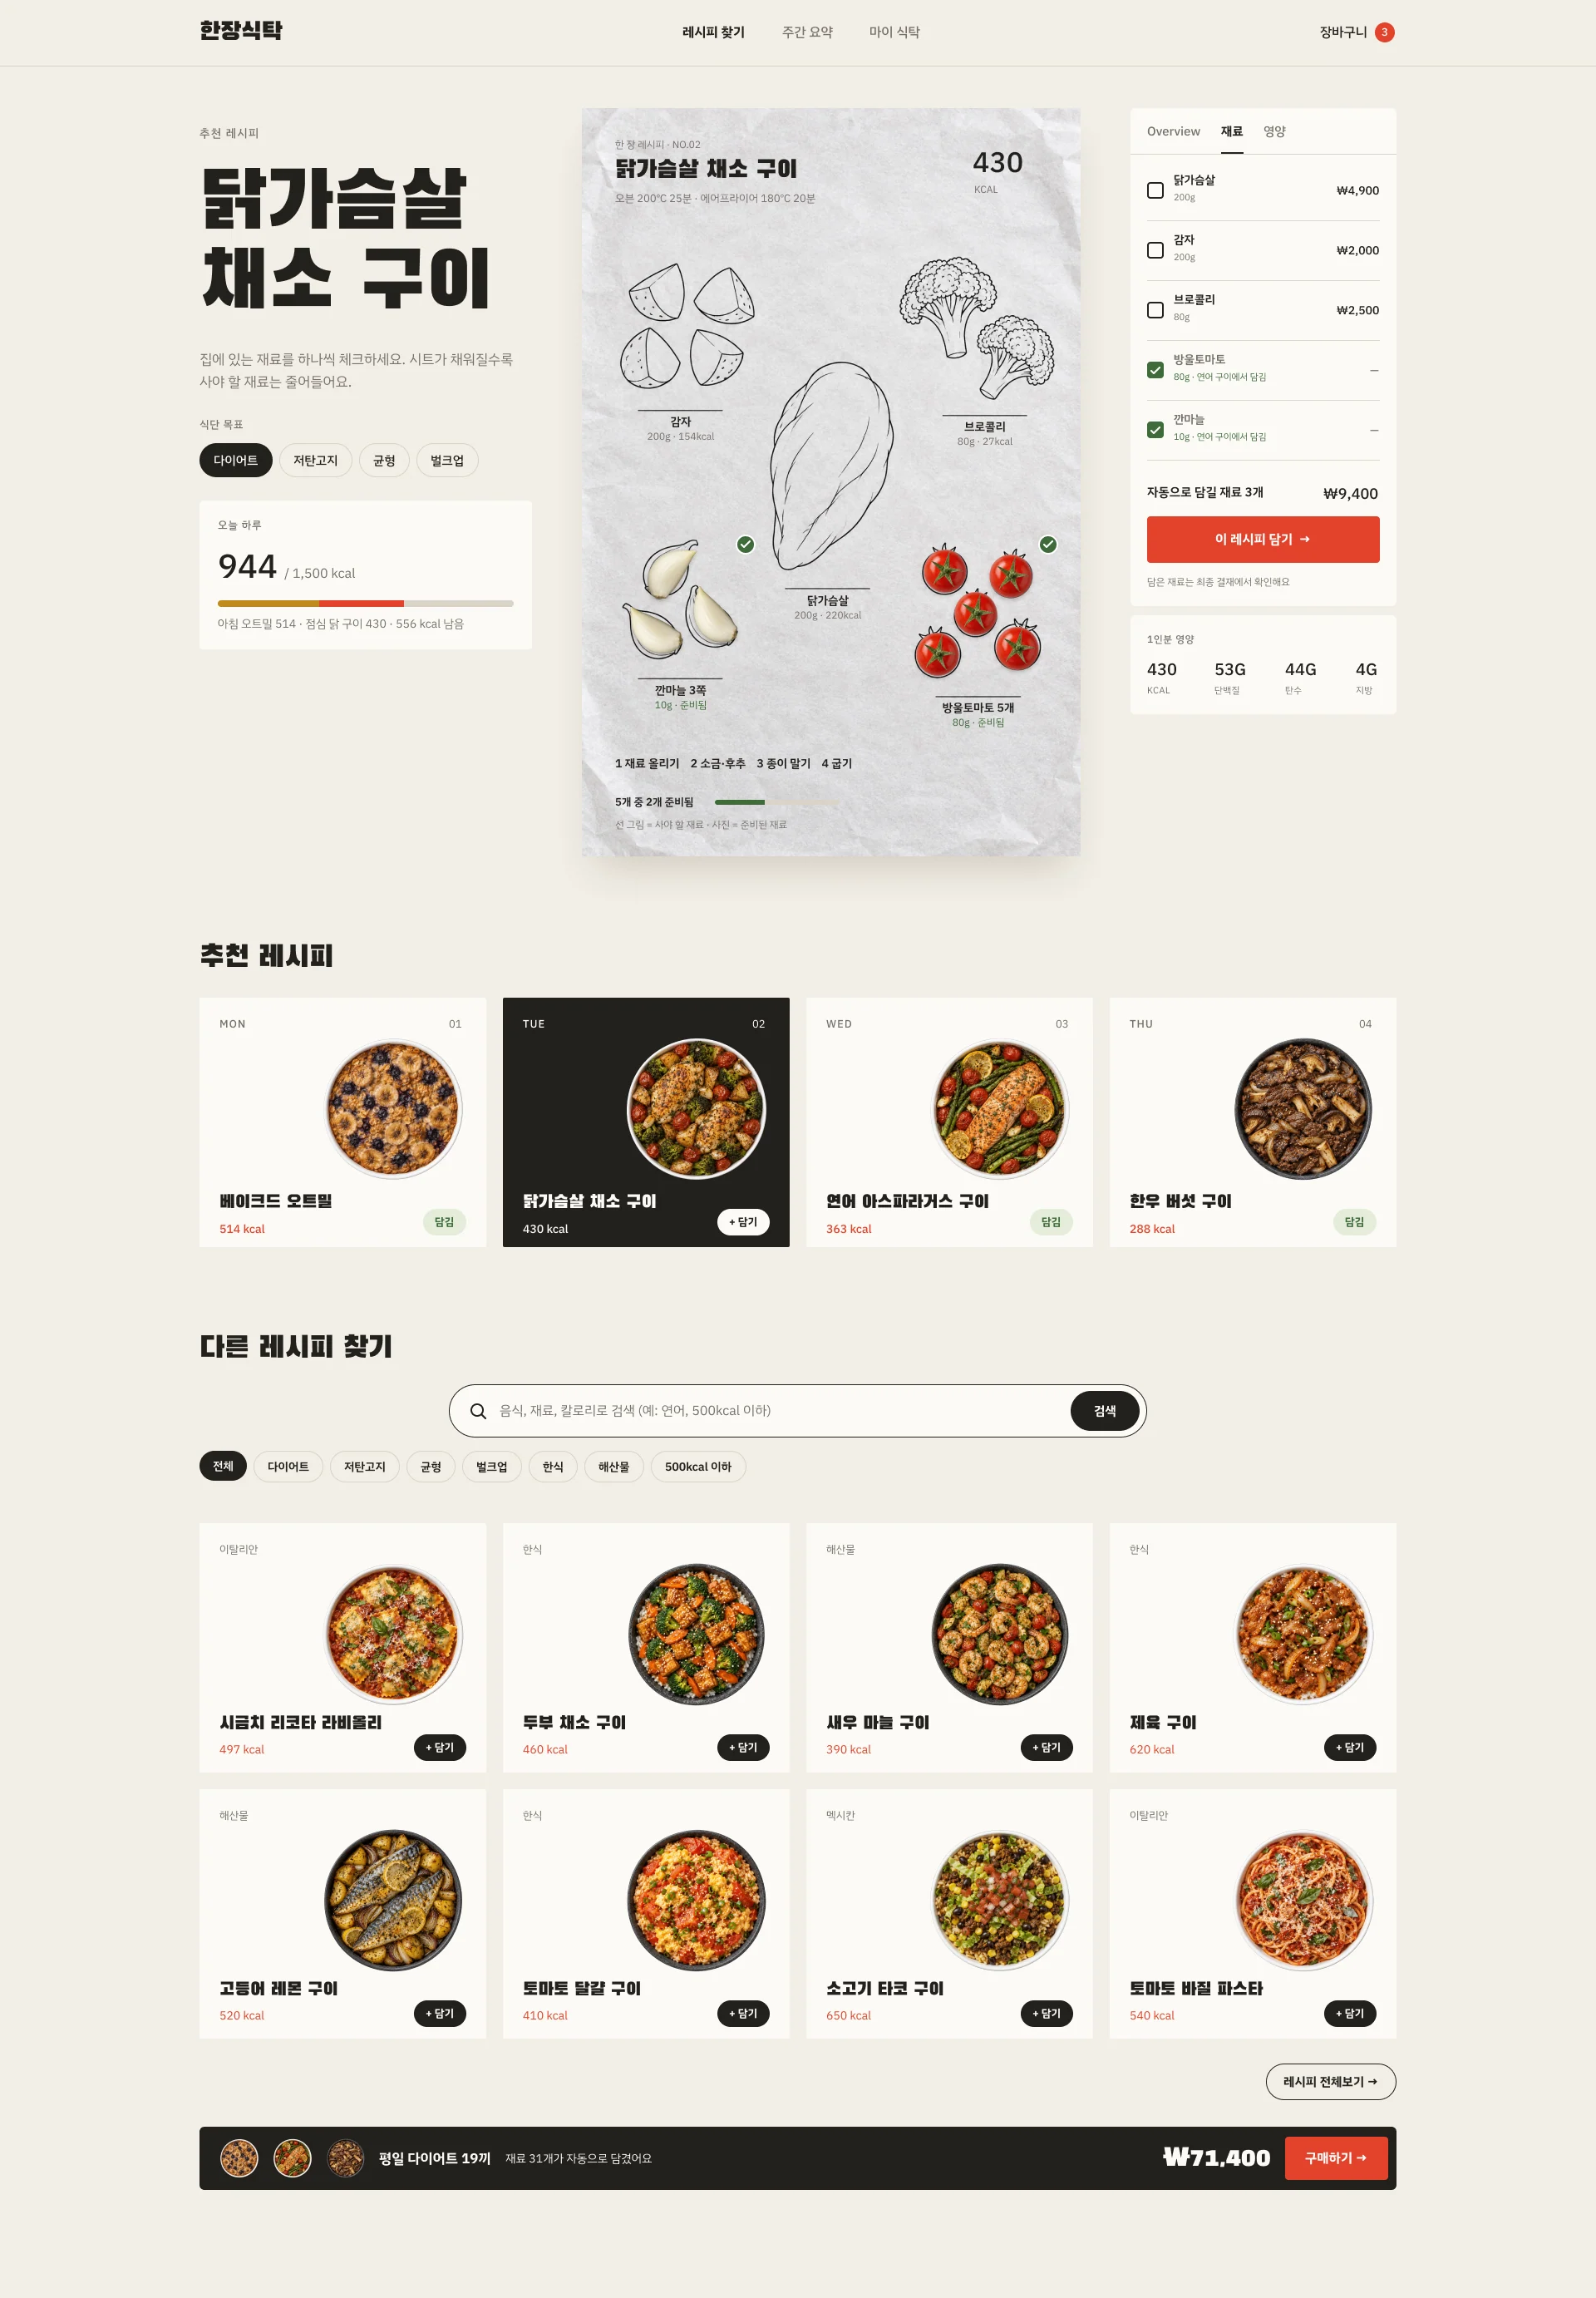 한장식탁
레시피 찾기
주간 요약
마이 식탁
장바구니 3
추천 레시피
닭가슴살
채소 구이
집에 있는 재료를 하나씩 체크하세요. 시트가 채워질수록
사야 할 재료는 줄어들어요.
식단 목표
다이어트 저탄고지 균형 벌크업
오늘 하루
944 / 1,500 kcal
아침 오트밀 514 · 점심 닭 구이 430 · 556 kcal 남음
한 장 레시피 · NO.02
닭가슴살 채소 구이
오븐 200℃ 25분 · 에어프라이어 180℃ 20분
430
KCAL
감자
200g · 154kcal
브로콜리
80g · 27kcal
닭가슴살
200g · 220kcal
깐마늘 3쪽
10g · 준비됨
방울토마토 5개
80g · 준비됨
1 재료 올리기 2 소금·후추 3 종이 말기 4 굽기
5개 중 2개 준비됨
선 그림 = 사야 할 재료 · 사진 = 준비된 재료
Overview 재료 영양
닭가슴살
200g
₩4,900
감자
200g
₩2,000
브로콜리
80g
₩2,500
방울토마토
80g · 연어 구이에서 담김
–
깐마늘
10g · 연어 구이에서 담김
–
자동으로 담길 재료 3개 ₩9,400
이 레시피 담기 →
담은 재료는 최종 결재에서 확인해요
1인분 영양
430 53G 44G 4G
KCAL 단백질 탄수 지방
추천 레시피
MON 01
베이크드 오트밀
514 kcal
담김
TUE 02
닭가슴살 채소 구이
430 kcal
+ 담기
WED 03
연어 아스파라거스 구이
363 kcal
담김
THU 04
한우 버섯 구이
288 kcal
담김
다른 레시피 찾기
음식, 재료, 칼로리로 검색 (예: 연어, 500kcal 이하)
검색
전체 다이어트 저탄고지 균형 벌크업 한식 해산물 500kcal 이하
이탈리안
시금치 리코타 라비올리
497 kcal
+ 담기
한식
두부 채소 구이
460 kcal
+ 담기
해산물
새우 마늘 구이
390 kcal
+ 담기
한식
제육 구이
620 kcal
+ 담기
해산물
고등어 레몬 구이
520 kcal
+ 담기
한식
토마토 달걀 구이
410 kcal
+ 담기
멕시칸
소고기 타코 구이
650 kcal
+ 담기
이탈리안
토마토 바질 파스타
540 kcal
+ 담기
레시피 전체보기 →
평일 다이어트 19끼 재료 31개가 자동으로 담겼어요
₩71,400
구매하기 →